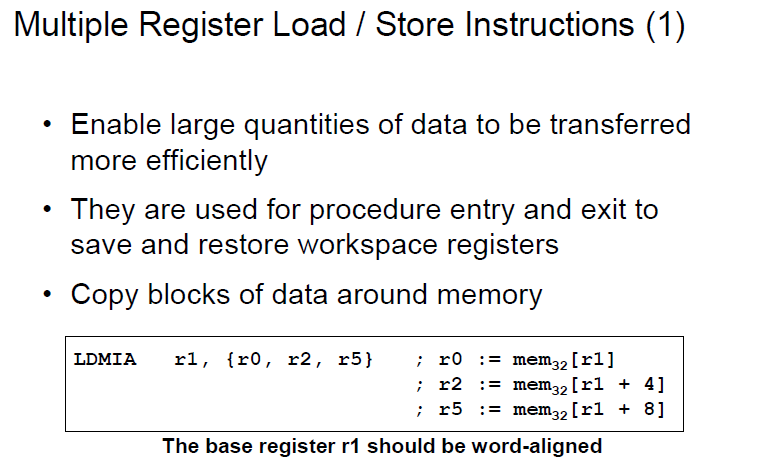 Multiple Register Load / Store Instructions (1)
• Enable large quantities of data to be transferred
more efficiently
• They are used for procedure entry and exit to
save and restore workspace registers
• Copy blocks of data around memory
LDMIA r1, {r0, r2, r5} ; r0 := mem32[r1]
; r2 := mem32[r1 + 4]
; r5 := mem32[r1 + 8]
The base register r1 should be word-aligned